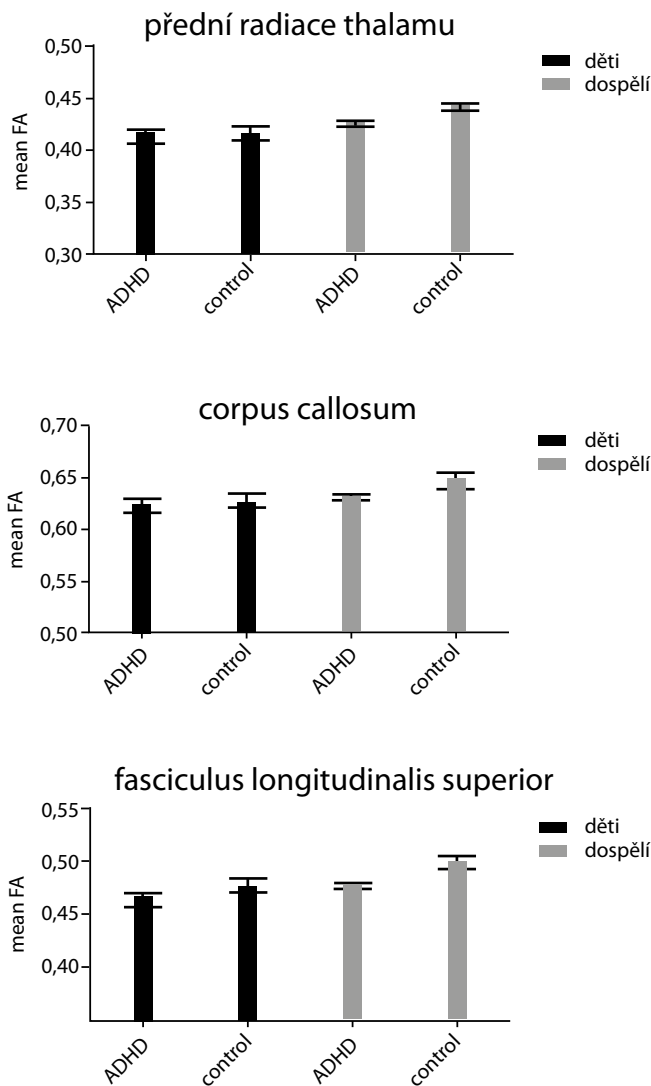 přední radiace thalamu
0,50
0,45
0,40
0,35
0,30
mean FA
ADHD
control
ADHD
control
děti
dospělí
corpus callosum
0,70
0,65
0,60
0,55
0,50
mean FA
ADHD
control
ADHD
control
děti
dospělí
fasciculus longitudinalis superior
0,55
0,50
0,45
0,40
mean FA
ADHD
control
ADHD
control
děti
dospělí